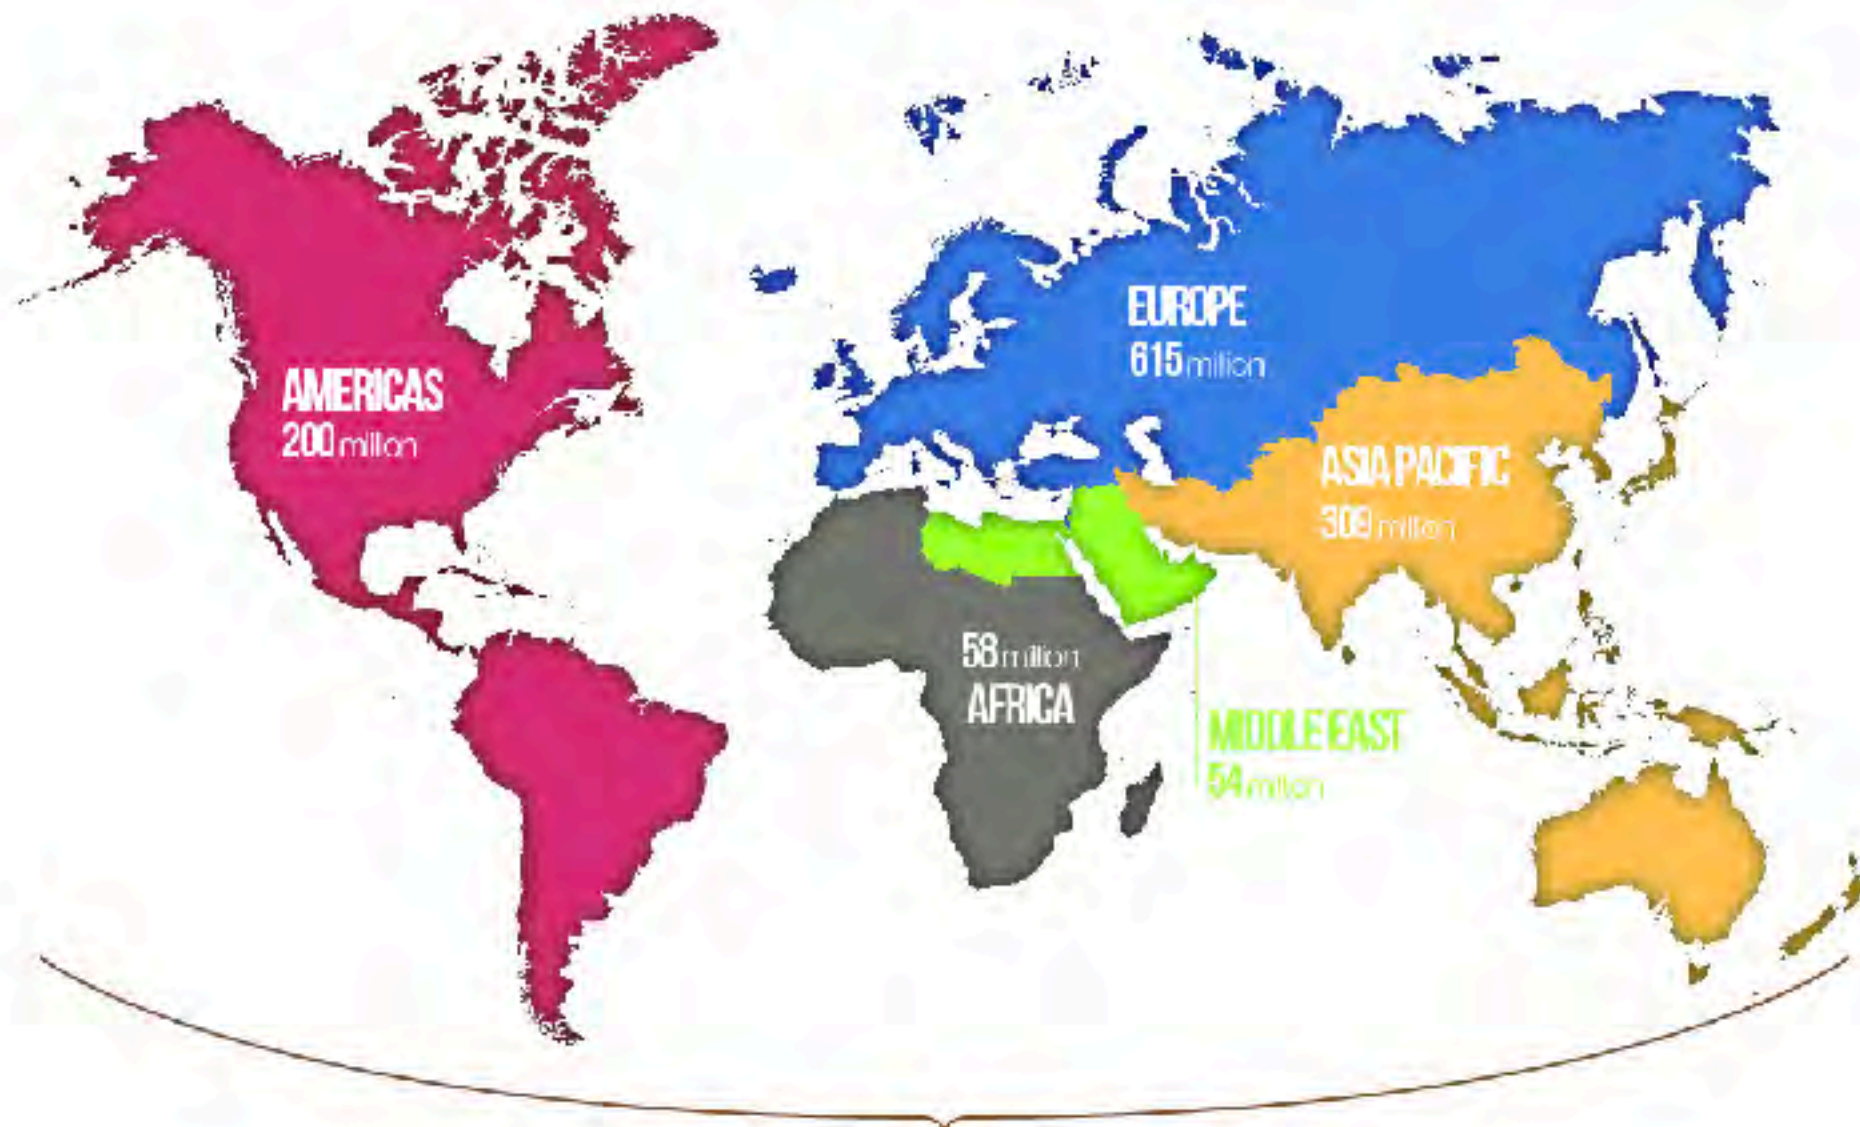 AMERICAS
200 million
EUROPE
615 million
ASIA PACIFIC
309 million
58 million
AFRICA
MIDDLE EAST
54 million